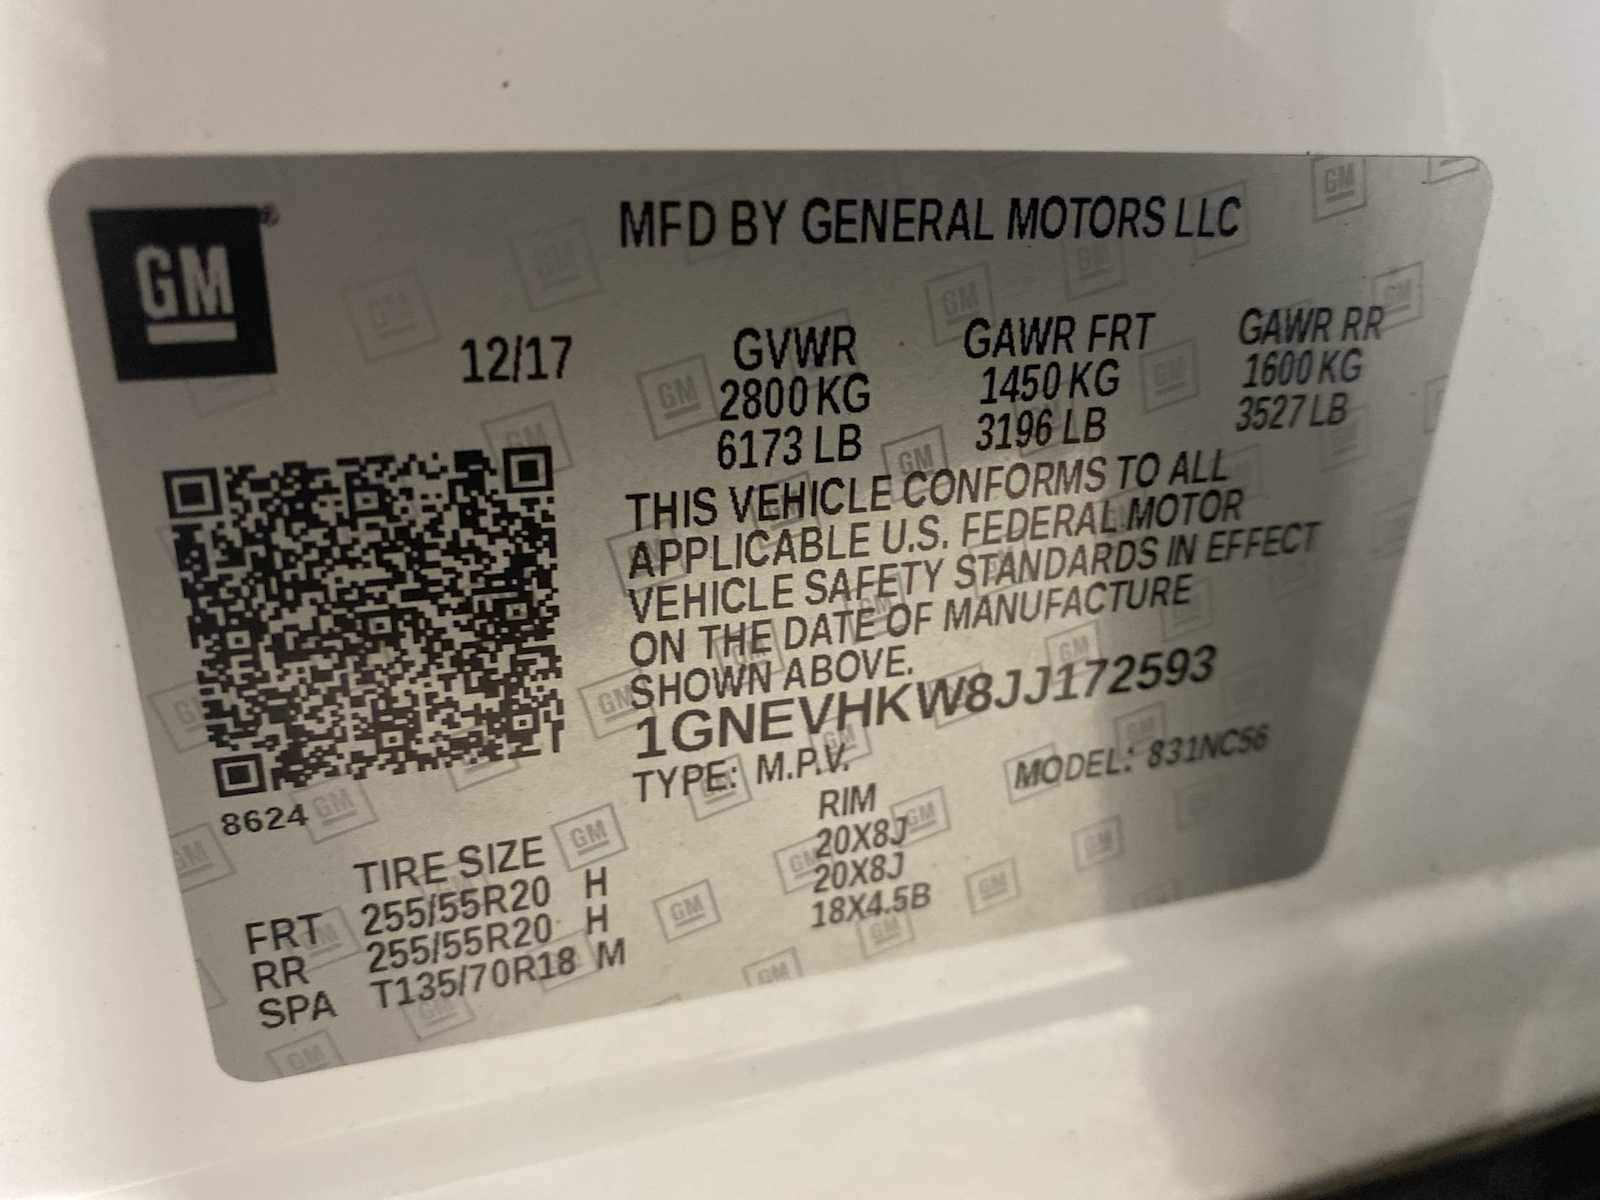 GM®
MFD BY GENERAL MOTORS LLC
12/17 GVWR GAWR FRT GAWR RR
2800 KG 1450 KG 1600 KG
6173 LB 3196 LB 3527 LB
THIS VEHICLE CONFORMS TO ALL
APPLICABLE U.S. FEDERAL MOTOR
VEHICLE SAFETY STANDARDS IN EFFECT
ON THE DATE OF MANUFACTURE
SHOWN ABOVE.
1GNEVHKW8JJ172593
TYPE: M.P.V. MODEL: 831NC56
8624
TIRE SIZE RIM
FRT 255/55R20 H 20X8J
RR 255/55R20 H 20X8J
SPA T135/70R18 M 18X4.5B